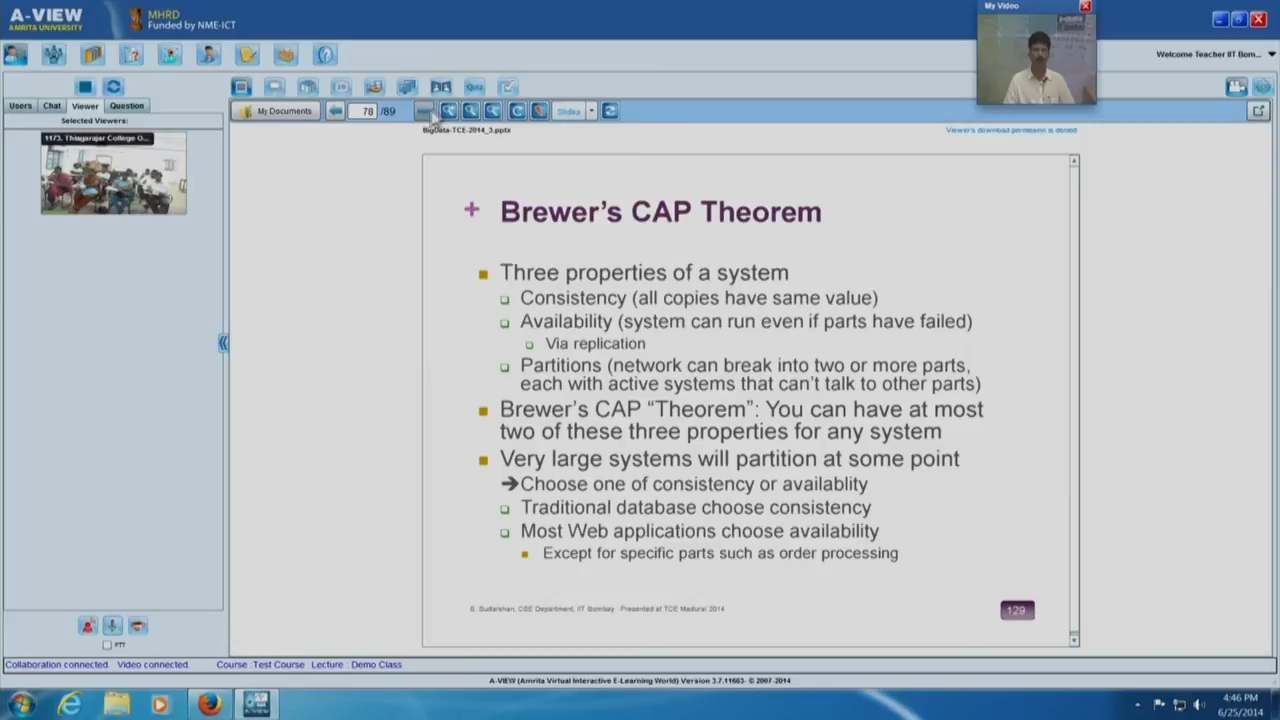 A-VIEW
AMRITA UNIVERSITY
MHRD
Funded by NME-ICT
My Video
Welcome Teacher IIT Bom...
Users Chat Viewer Question
Selected Viewers:
1173. Thiagarajar College O...
My Documents
78 /89
Quiz
Slides
BigData-TCE-2014_3.pptx
Viewer's download permission is denied
+ Brewer's CAP Theorem
Three properties of a system
Consistency (all copies have same value)
Availability (system can run even if parts have failed)
Via replication
Partitions (network can break into two or more parts,
each with active systems that can't talk to other parts)
Brewer's CAP “Theorem”: You can have at most
two of these three properties for any system
Very large systems will partition at some point
➔Choose one of consistency or availablity
Traditional database choose consistency
Most Web applications choose availability
Except for specific parts such as order processing
S. Sudarshan, CSE Department, IIT Bombay Presented at TCE Madurai 2014
129
PTT
Collaboration connected Video connected Course : Test Course Lecture : Demo Class
A-VIEW (Amrita Virtual Interactive E-Learning World) Version 3.7.11663- © 2007-2014
4:46 PM
6/25/2014